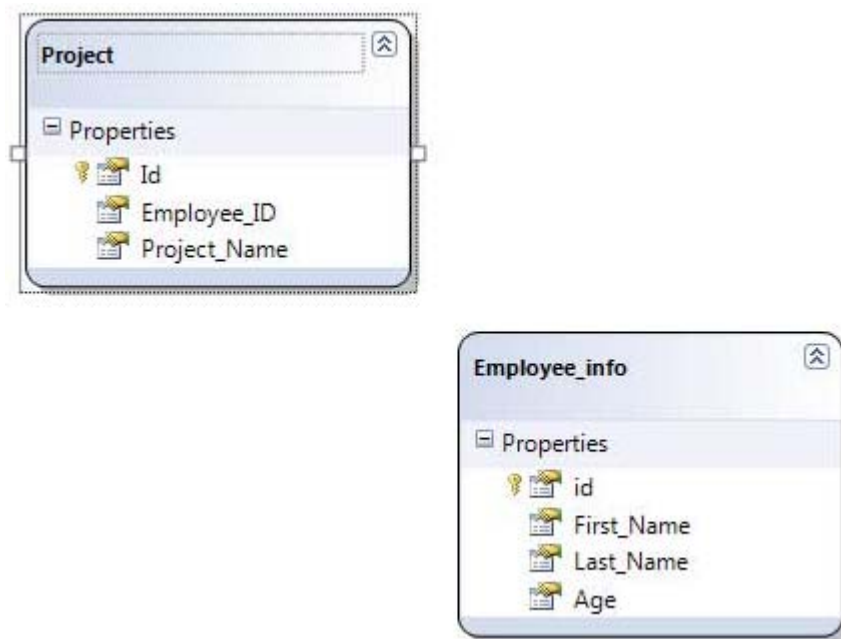 Project
Properties
Id
Employee_ID
Project_Name
Employee_info
Properties
id
First_Name
Last_Name
Age